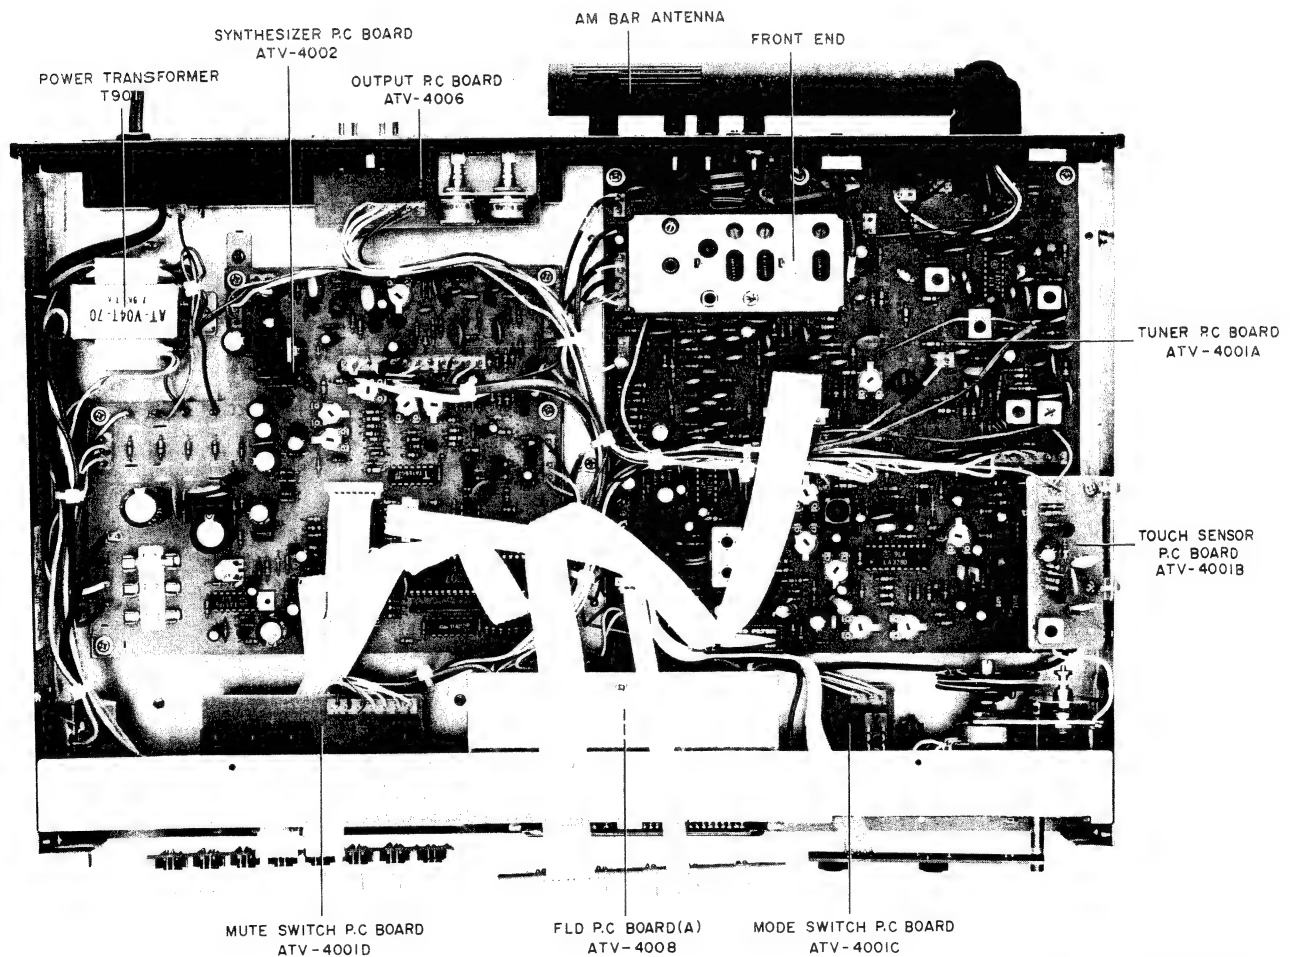 AM BAR ANTENNA
SYNTHESIZER P.C BOARD
ATV-4002
FRONT END
POWER TRANSFORMER
T901
OUTPUT P.C BOARD
ATV-4006
AT-V04T-70
TUNER P.C BOARD
ATV-4001A
TOUCH SENSOR
P.C BOARD
ATV-4001B
MUTE SWITCH P.C BOARD
ATV-4001D
FLD P.C BOARD(A)
ATV-4008
MODE SWITCH P.C BOARD
ATV-4001C